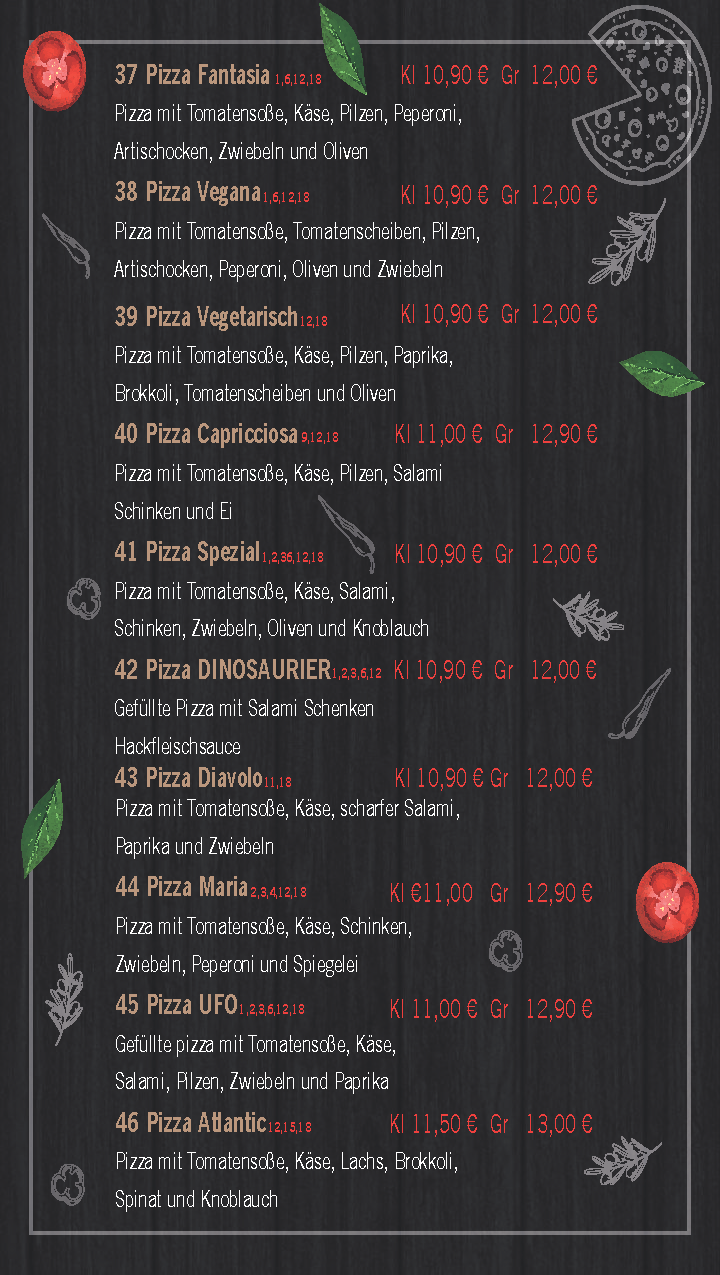 37 Pizza Fantasia 1,6,12,18 Kl 10,90 € Gr 12,00 €
Pizza mit Tomatensoße, Käse, Pilzen, Peperoni,
Artischocken, Zwiebeln und Oliven
38 Pizza Vegana 1,6,12,18 Kl 10,90 € Gr 12,00 €
Pizza mit Tomatensoße, Tomatenscheiben, Pilzen,
Artischocken, Peperoni, Oliven und Zwiebeln
39 Pizza Vegetarisch 12,18 Kl 10,90 € Gr 12,00 €
Pizza mit Tomatensoße, Käse, Pilzen, Paprika,
Brokkoli, Tomatenscheiben und Oliven
40 Pizza Capricciosa 9,12,18 Kl 11,00 € Gr 12,90 €
Pizza mit Tomatensoße, Käse, Pilzen, Salami
Schinken und Ei
41 Pizza Spezial 1,2,36,12,18 Kl 10,90 € Gr 12,00 €
Pizza mit Tomatensoße, Käse, Salami,
Schinken, Zwiebeln, Oliven und Knoblauch
42 Pizza DINOSAURIER 1,2,3,6,12 Kl 10,90 € Gr 12,00 €
Gefüllte Pizza mit Salami Schenken
Hackfleischsauce
43 Pizza Diavolo 11,18 Kl 10,90 € Gr 12,00 €
Pizza mit Tomatensoße, Käse, scharfer Salami,
Paprika und Zwiebeln
44 Pizza Maria 2,3,4,12,18 Kl €11,00 Gr 12,90 €
Pizza mit Tomatensoße, Käse, Schinken,
Zwiebeln, Peperoni und Spiegelei
45 Pizza UFO 1,2,3,6,12,18 Kl 11,00 € Gr 12,90 €
Gefüllte pizza mit Tomatensoße, Käse,
Salami, Pilzen, Zwiebeln und Paprika
46 Pizza Atlantic 12,15,18 Kl 11,50 € Gr 13,00 €
Pizza mit Tomatensoße, Käse, Lachs, Brokkoli,
Spinat und Knoblauch